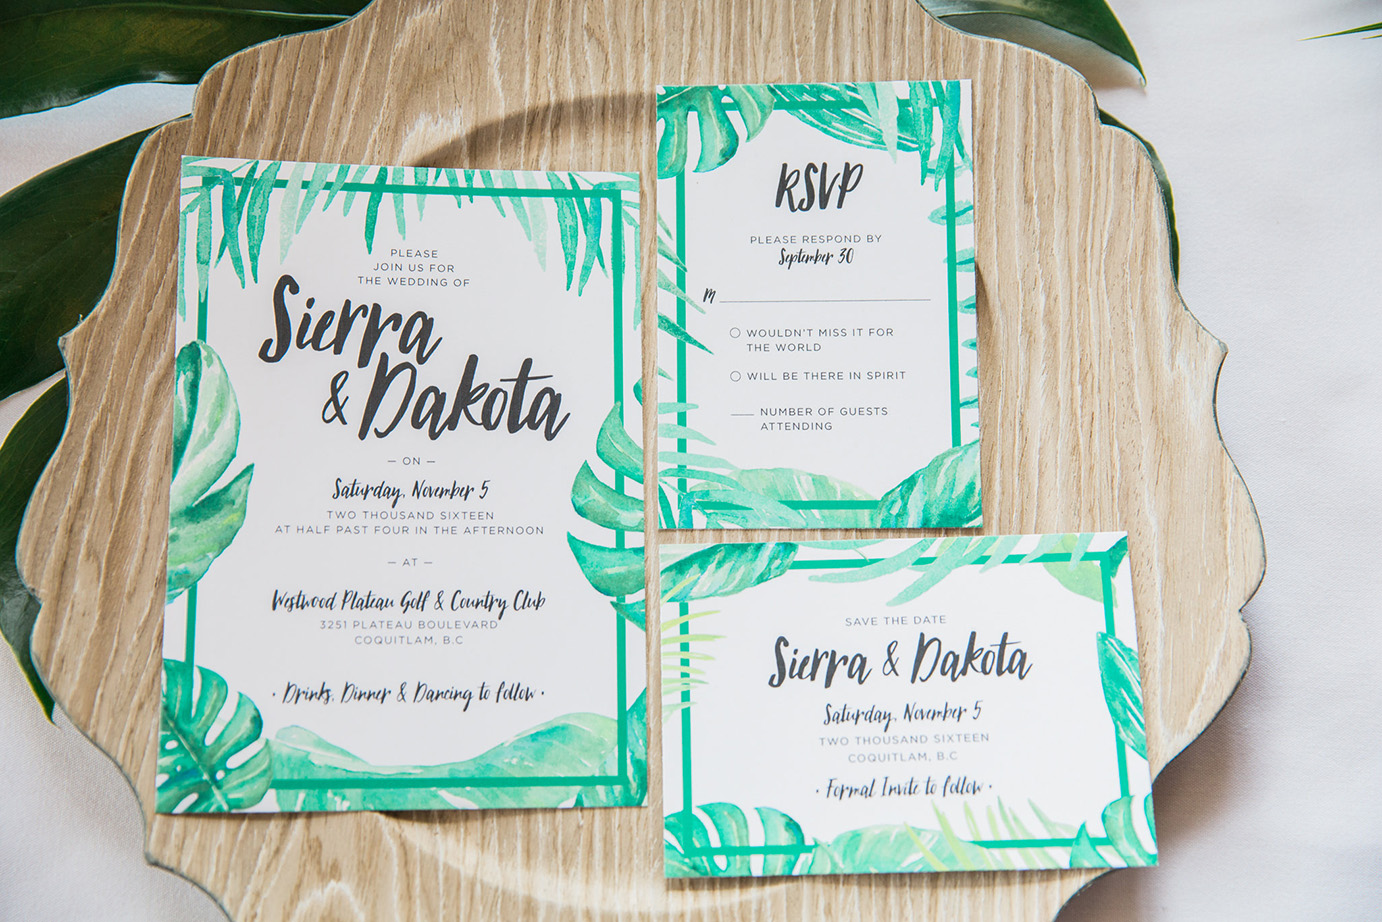 PLEASE
JOIN US FOR
THE WEDDING OF
Sierra
& Dakota
— ON —
Saturday, November 5
TWO THOUSAND SIXTEEN
AT HALF PAST FOUR IN THE AFTERNOON
— AT —
Westwood Plateau Golf & Country Club
3251 PLATEAU BOULEVARD
COQUITLAM, B.C
· Drinks, Dinner & Dancing to follow ·
RSVP
PLEASE RESPOND BY
September 30
M
WOULDN'T MISS IT FOR
THE WORLD
WILL BE THERE IN SPIRIT
NUMBER OF GUESTS
ATTENDING
SAVE THE DATE
Sierra & Dakota
Saturday, November 5
TWO THOUSAND SIXTEEN
COQUITLAM, B.C
· Formal Invite to follow ·